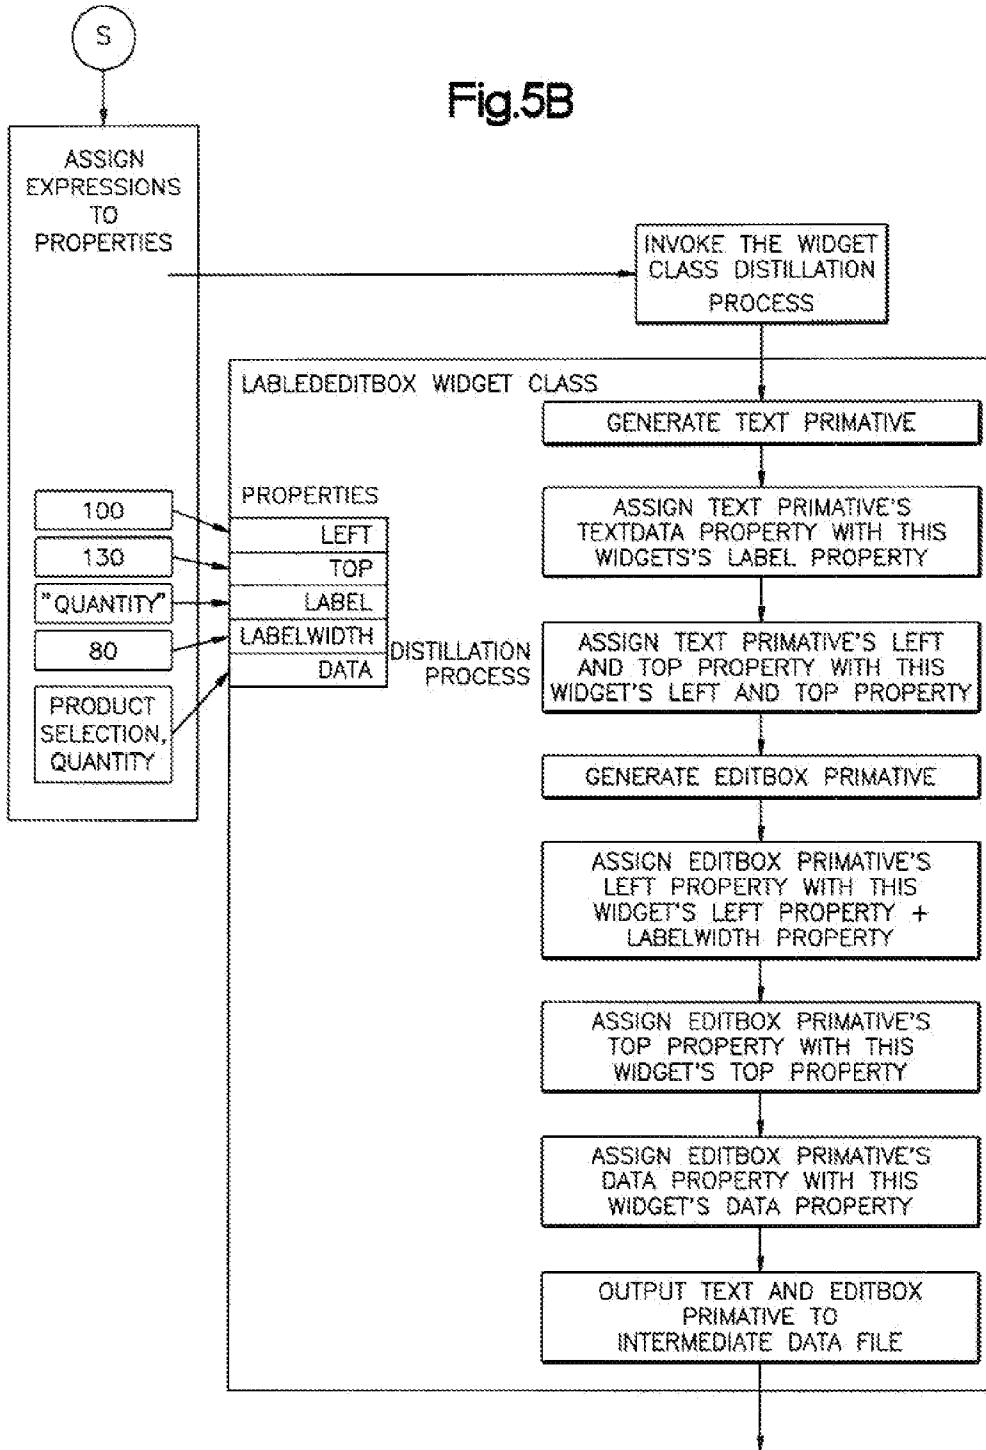 S
Fig.5B
ASSIGN
EXPRESSIONS
TO
PROPERTIES
INVOKE THE WIDGET
CLASS DISTILLATION
PROCESS
LABLEDEDITBOX WIDGET CLASS
GENERATE TEXT PRIMATIVE
PROPERTIES
100
LEFT
130
TOP
"QUANTITY"
LABEL
80
LABELWIDTH
PRODUCT
SELECTION,
QUANTITY
DATA
DISTILLATION
PROCESS
ASSIGN TEXT PRIMATIVE'S
TEXTDATA PROPERTY WITH THIS
WIDGETS'S LABEL PROPERTY
ASSIGN TEXT PRIMATIVE'S LEFT
AND TOP PROPERTY WITH THIS
WIDGET'S LEFT AND TOP PROPERTY
GENERATE EDITBOX PRIMATIVE
ASSIGN EDITBOX PRIMATIVE'S
LEFT PROPERTY WITH THIS
WIDGET'S LEFT PROPERTY +
LABELWIDTH PROPERTY
ASSIGN EDITBOX PRIMATIVE'S
TOP PROPERTY WITH THIS
WIDGET'S TOP PROPERTY
ASSIGN EDITBOX PRIMATIVE'S
DATA PROPERTY WITH THIS
WIDGET'S DATA PROPERTY
OUTPUT TEXT AND EDITBOX
PRIMATIVE TO
INTERMEDIATE DATA FILE